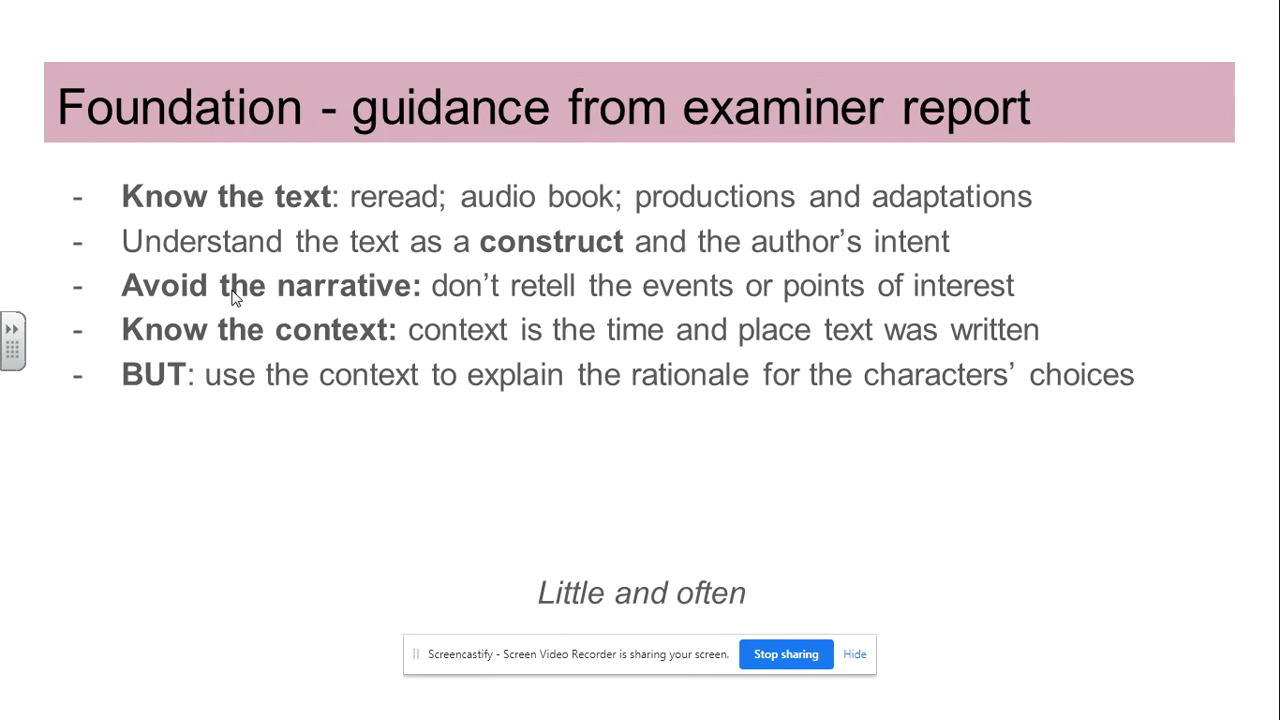 Foundation - guidance from examiner report
- Know the text: reread; audio book; productions and adaptations
- Understand the text as a construct and the author’s intent
- Avoid the narrative: don’t retell the events or points of interest
- Know the context: context is the time and place text was written
- BUT: use the context to explain the rationale for the characters’ choices
Little and often
Screencastify - Screen Video Recorder is sharing your screen. Stop sharing Hide